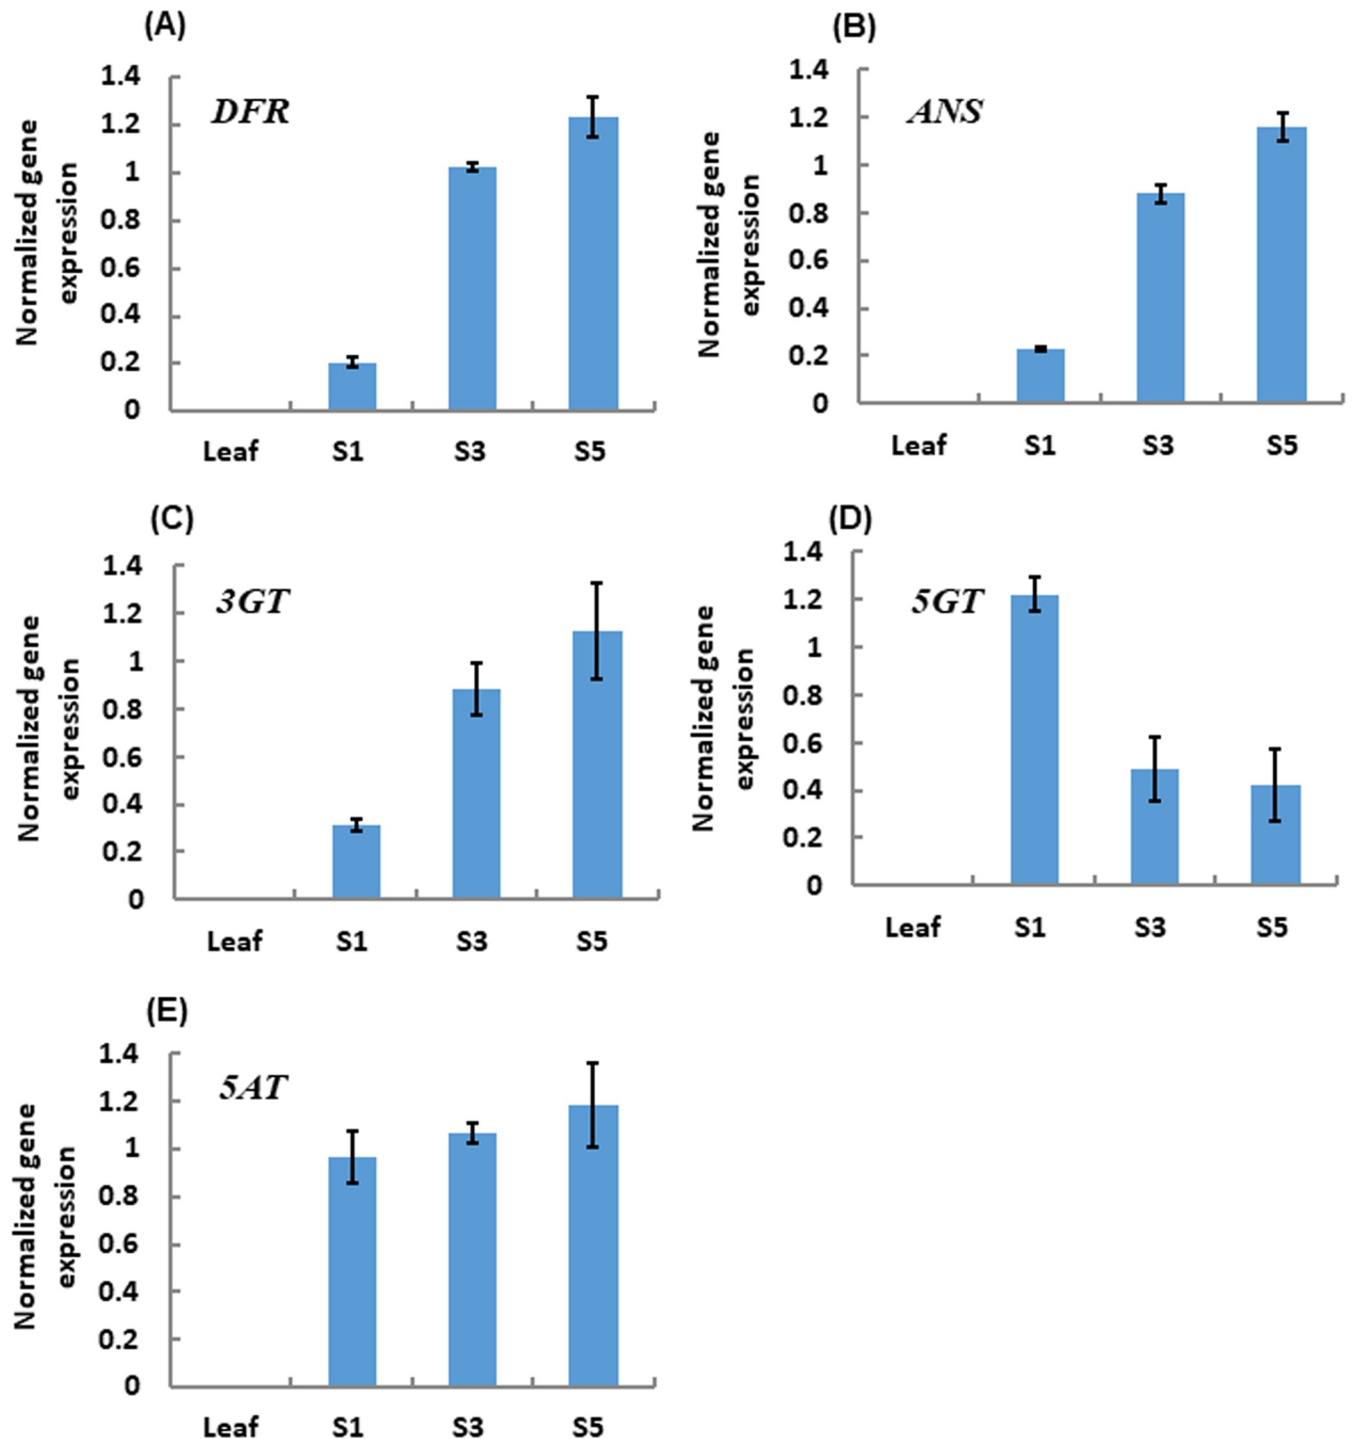 (A)
DFR
Normalized gene
expression
1.4
1.2
1
0.8
0.6
0.4
0.2
0
Leaf S1 S3 S5
(B)
ANS
Normalized gene
expression
1.4
1.2
1
0.8
0.6
0.4
0.2
0
Leaf S1 S3 S5
(C)
3GT
Normalized gene
expression
1.4
1.2
1
0.8
0.6
0.4
0.2
0
Leaf S1 S3 S5
(D)
5GT
Normalized gene
expression
1.4
1.2
1
0.8
0.6
0.4
0.2
0
Leaf S1 S3 S5
(E)
5AT
Normalized gene
expression
1.4
1.2
1
0.8
0.6
0.4
0.2
0
Leaf S1 S3 S5